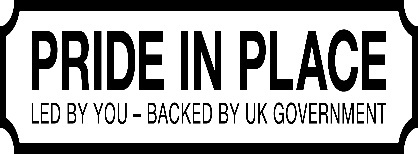 PRIDE IN PLACE
LED BY YOU – BACKED BY UK GOVERNMENT